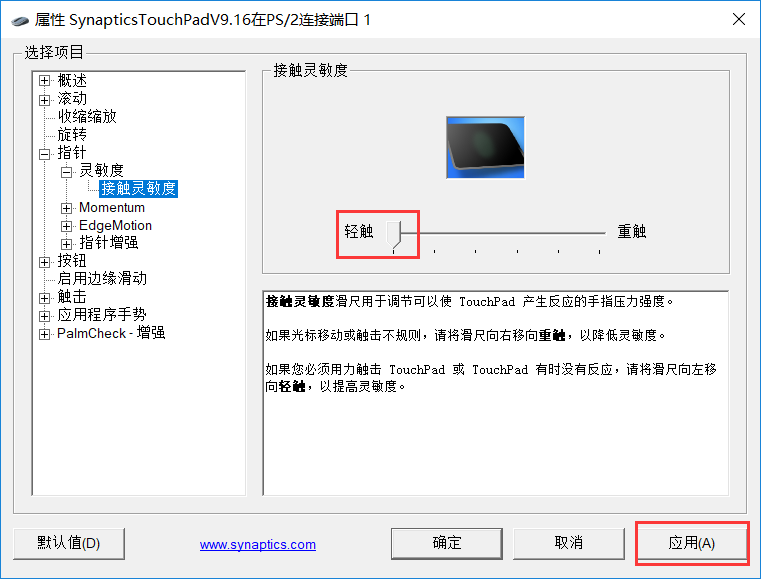 属性 SynapticsTouchPadV9.16在PS/2连接端口 1
选择项目
概述
滚动
收缩缩放
旋转
指针
灵敏度
接触灵敏度
Momentum
EdgeMotion
指针增强
按钮
启用边缘滑动
触击
应用程序手势
PalmCheck - 增强
接触灵敏度
轻触
重触
接触灵敏度滑尺用于调节可以使 TouchPad 产生反应的手指压力强度。
如果光标移动或触击不规则，请将滑尺向右移向重触，以降低灵敏度。
如果您必须用力触击 TouchPad 或 TouchPad 有时没有反应，请将滑尺向左移
向轻触，以提高灵敏度。
默认值(D)
www.synaptics.com
确定
取消
应用(A)